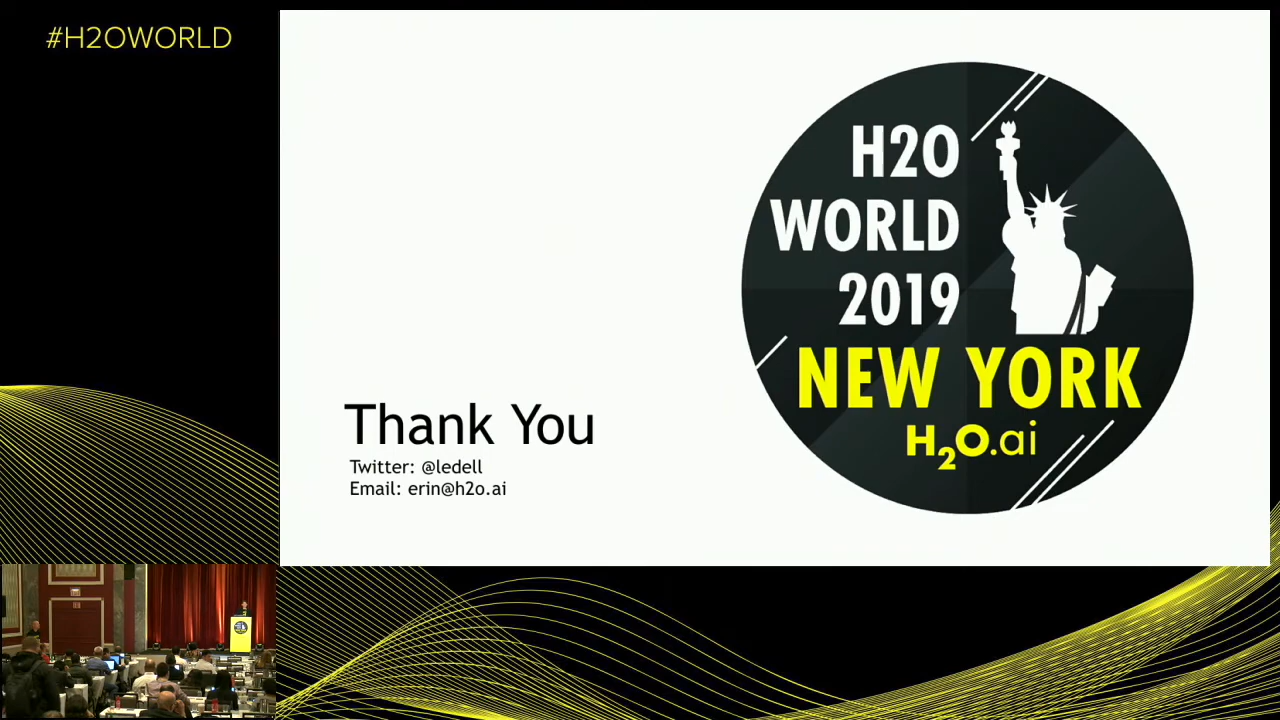 #H2OWORLD
H2O
WORLD
2019
NEW YORK
H2O.ai
Thank You
Twitter: @ledell
Email: erin@h2o.ai